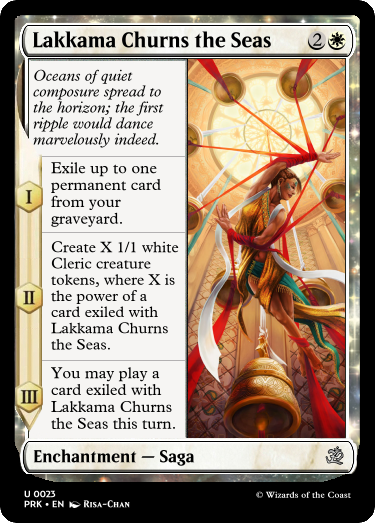 Lakkama Churns the Seas 2
Oceans of quiet
composure spread to
the horizon; the first
ripple would dance
marvelously indeed.
I
Exile up to one
permanent card
from your
graveyard.
II
Create X 1/1 white
Cleric creature
tokens, where X is
the power of a
card exiled with
Lakkama Churns
the Seas.
III
You may play a
card exiled with
Lakkama Churns
the Seas this turn.
Enchantment — Saga
U 0023
PRK • EN Risa-Chan
© Wizards of the Coast